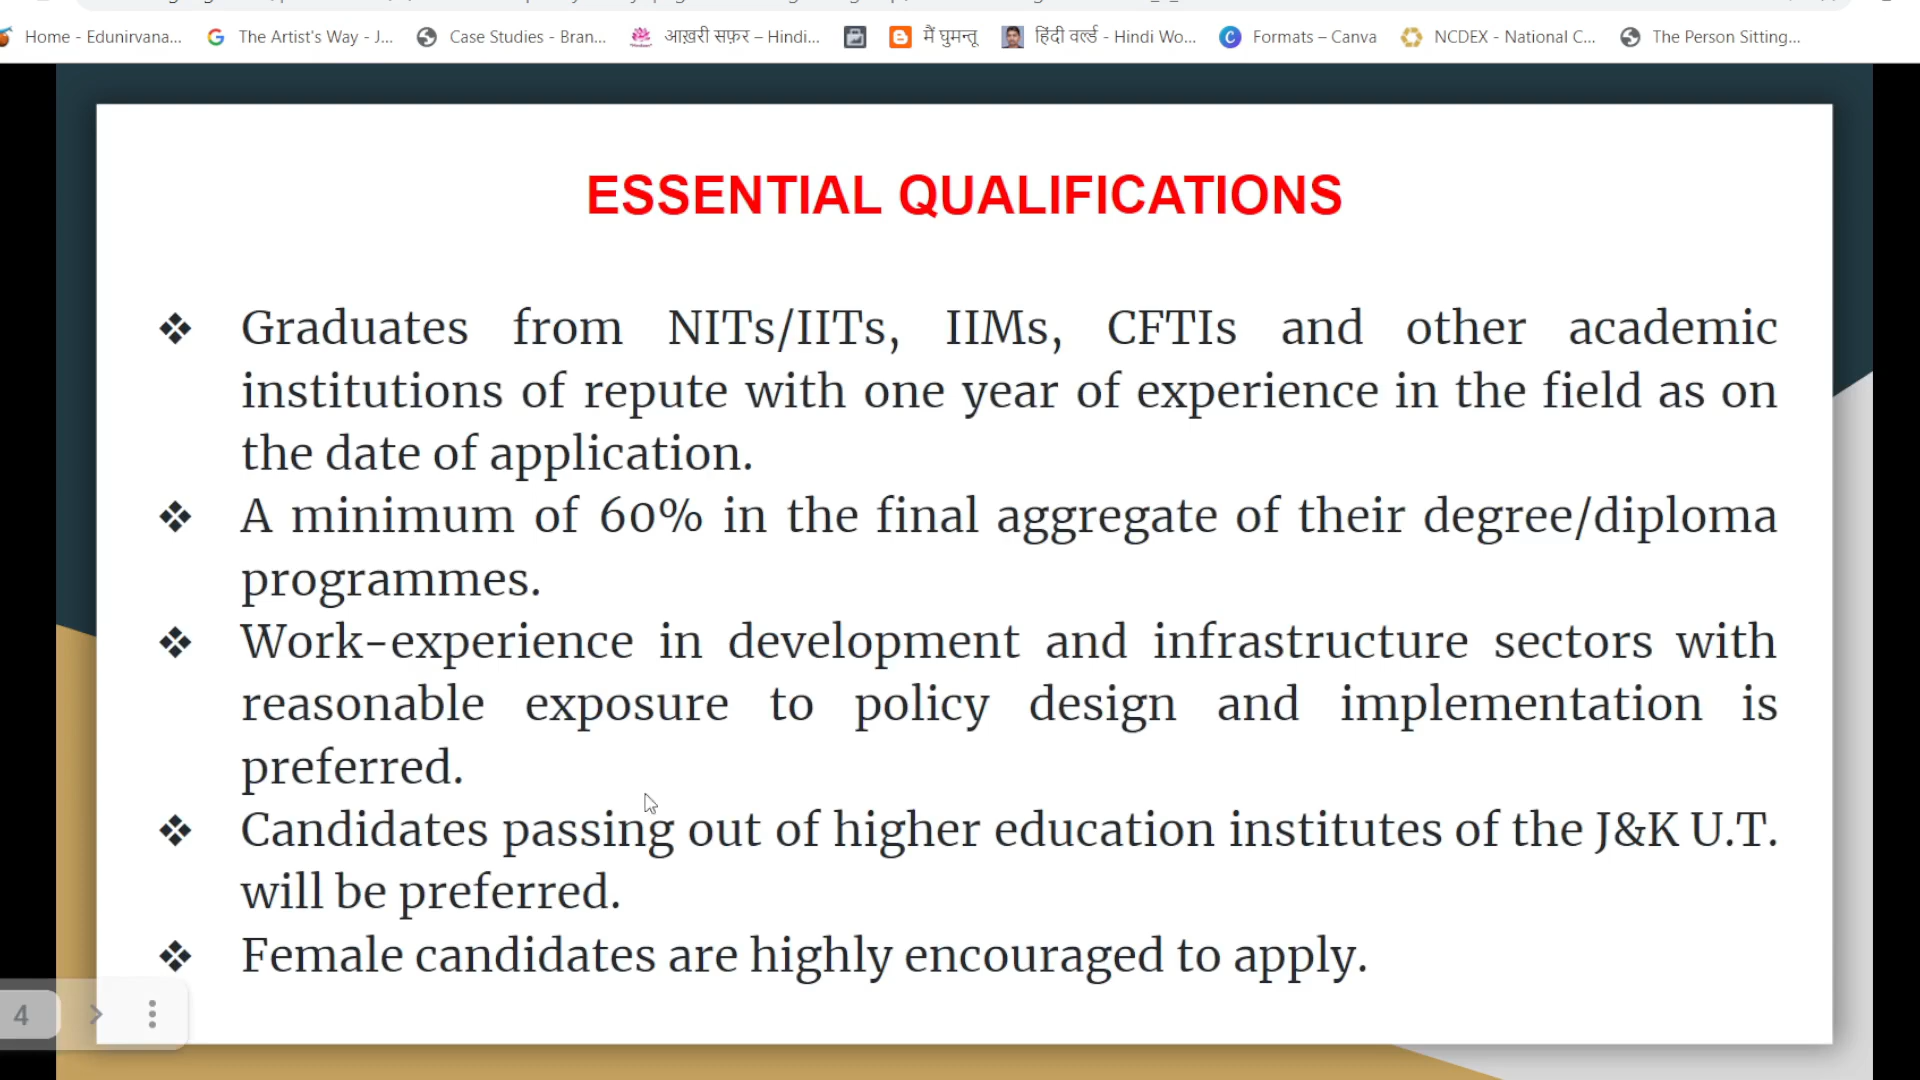 Home - Edunirvana... The Artist's Way - J... Case Studies - Bran... आख़री सफ़र – Hindi... मैं घुमन्तू हिंदी वर्ल्ड - Hindi Wo... Formats – Canva NCDEX - National C... The Person Sitting...
ESSENTIAL QUALIFICATIONS
❖ Graduates from NITs/IITs, IIMs, CFTIs and other academic
institutions of repute with one year of experience in the field as on
the date of application.
❖ A minimum of 60% in the final aggregate of their degree/diploma
programmes.
❖ Work-experience in development and infrastructure sectors with
reasonable exposure to policy design and implementation is
preferred.
❖ Candidates passing out of higher education institutes of the J&K U.T.
will be preferred.
❖ Female candidates are highly encouraged to apply.
4